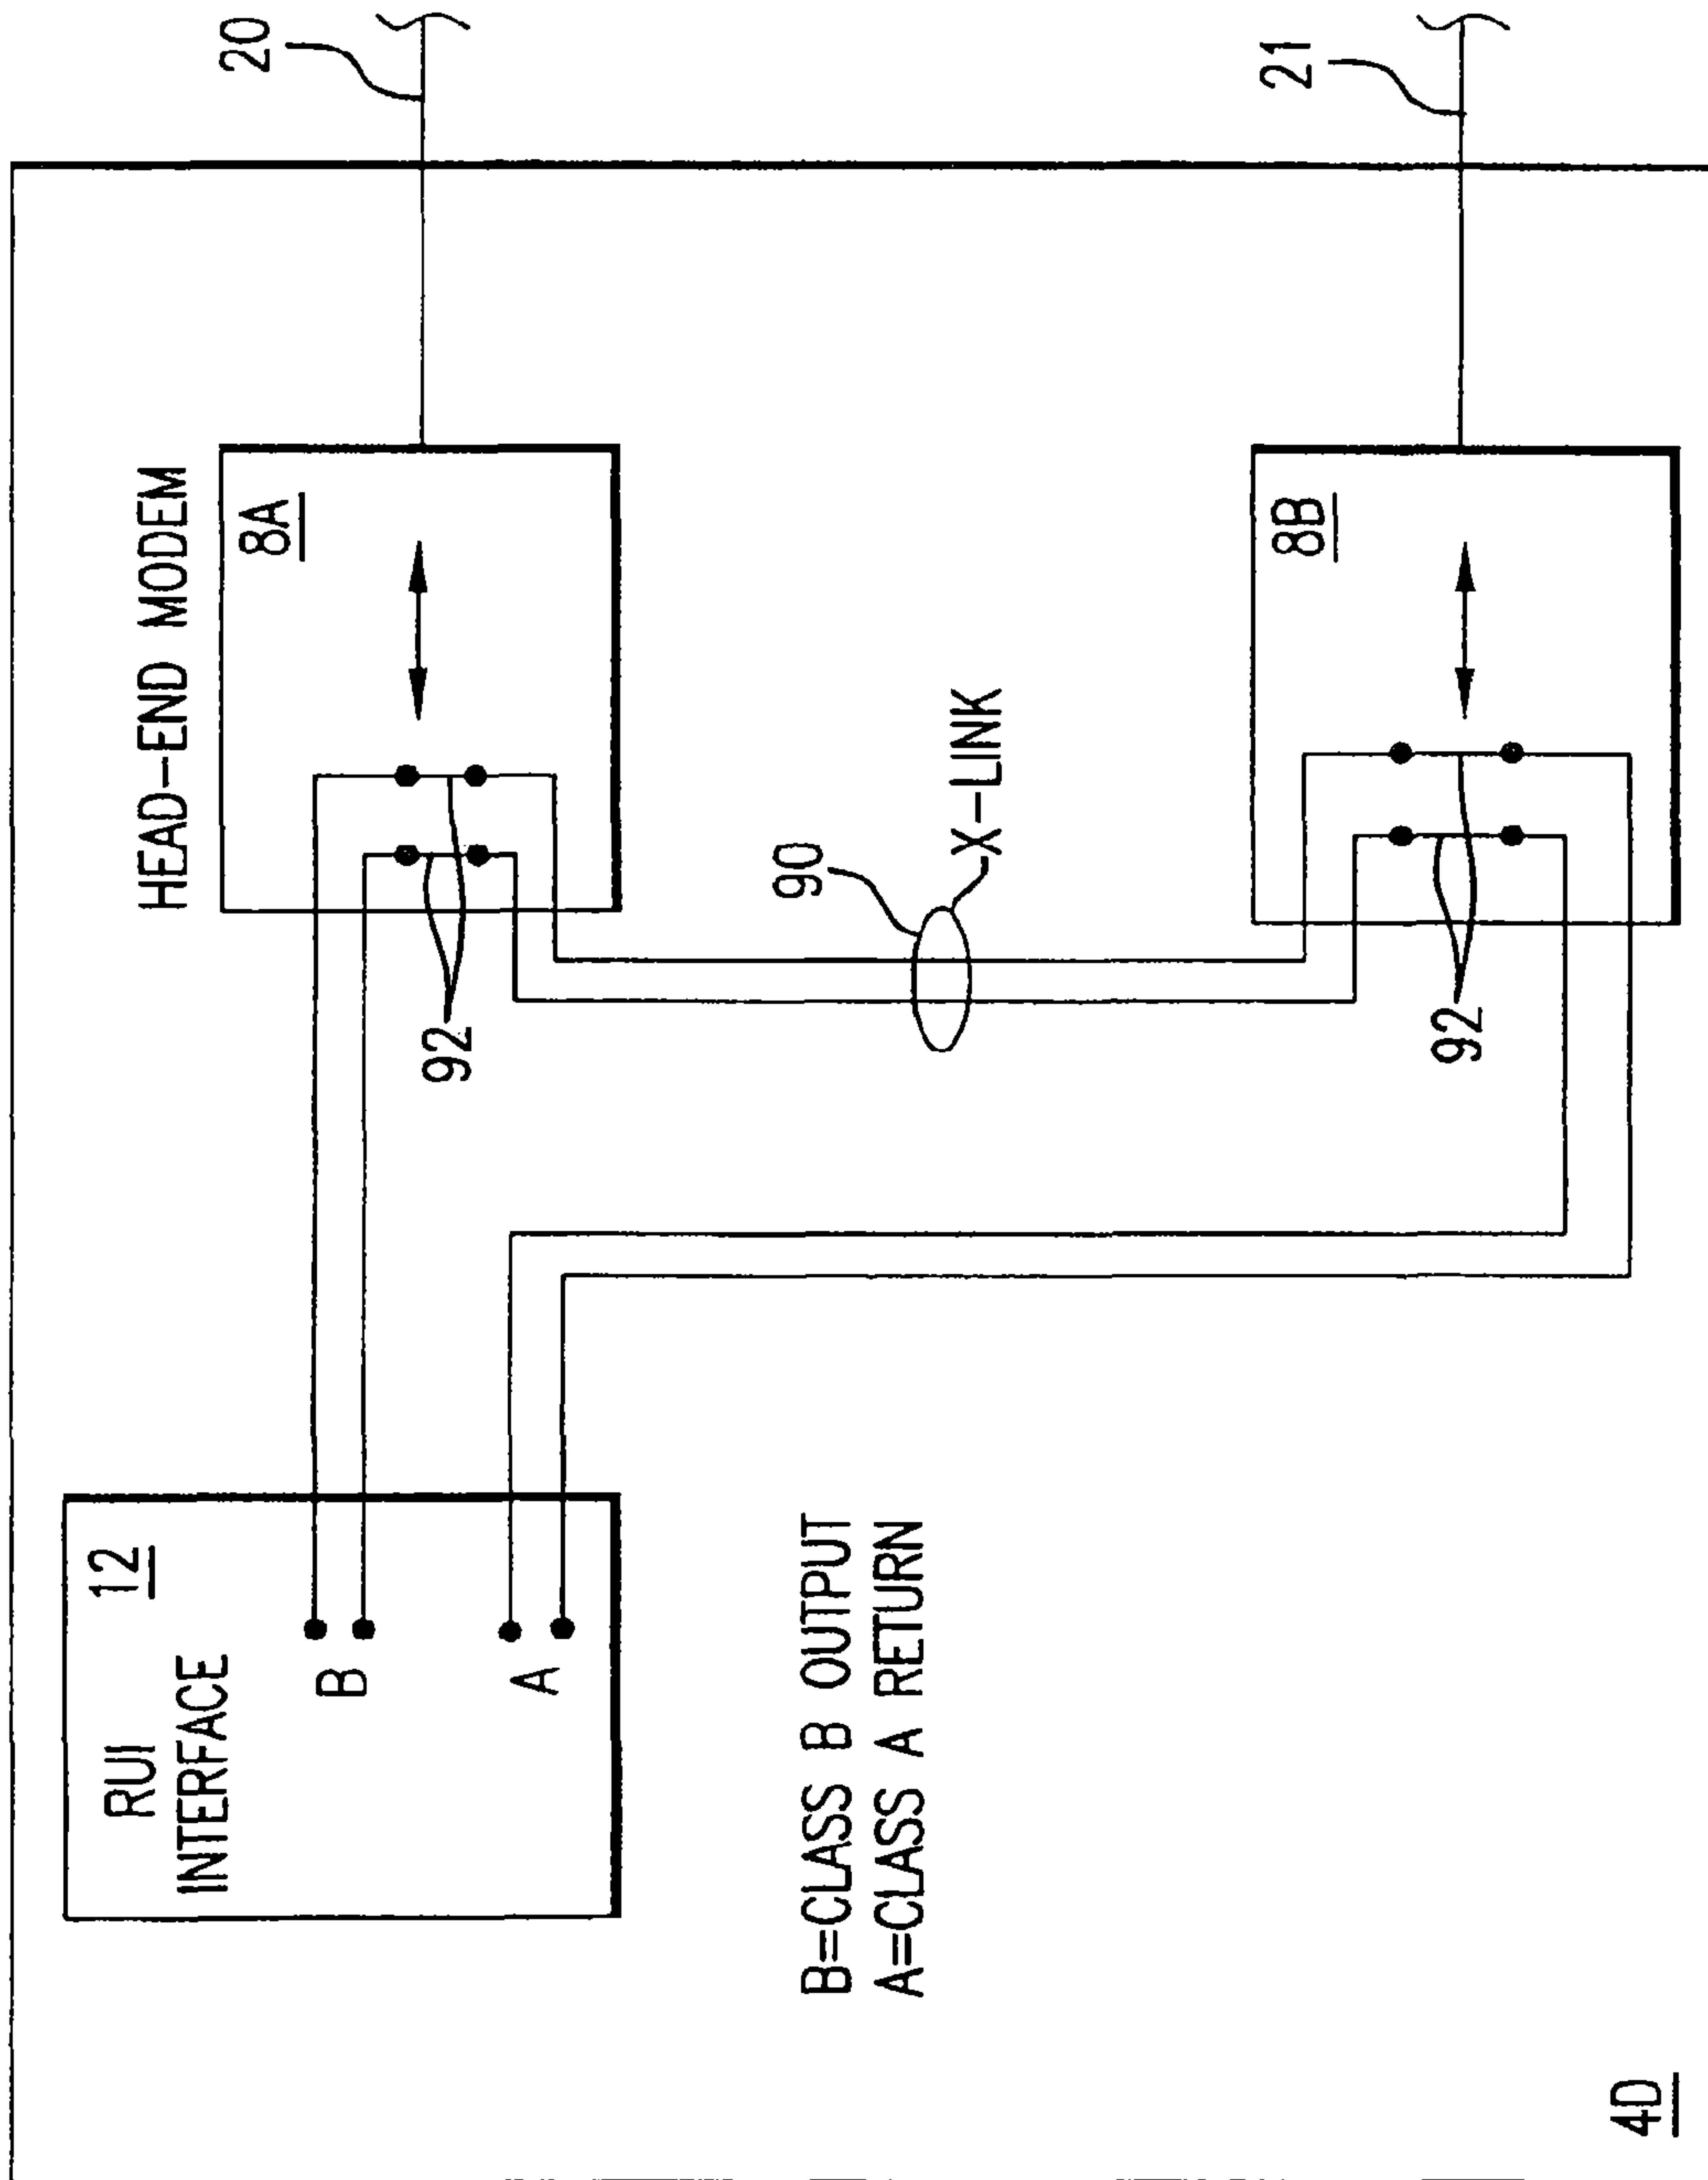 20
21
HEAD-END MODEM
8A
8B
92
90
X-LINK
92
RUI
INTERFACE
12
B
A
B=CLASS B OUTPUT
A=CLASS A RETURN
4D